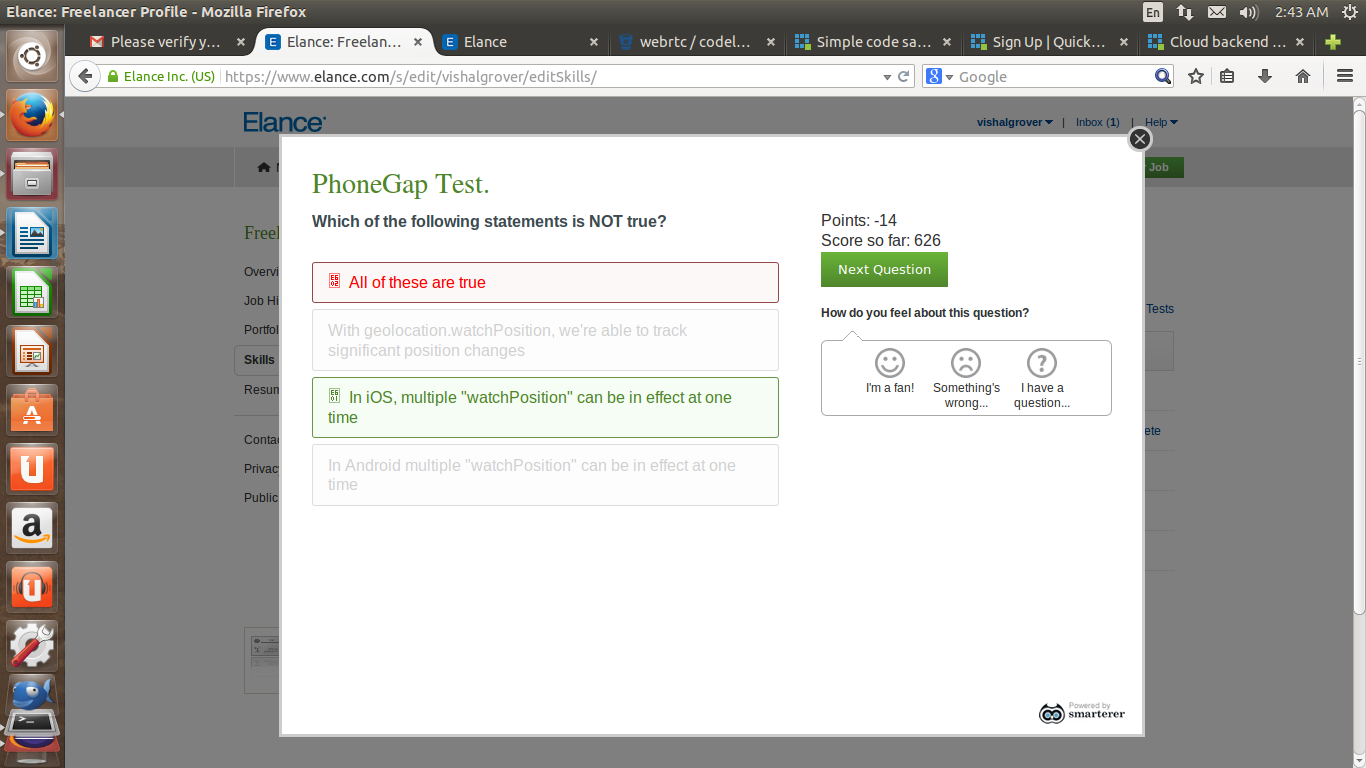 Elance: Freelancer Profile - Mozilla Firefox
En
2:43 AM
Please verify y...
Elance: Freelan...
Elance
webrtc / codel...
Simple code sa...
Sign Up | Quick...
Cloud backend ...
Elance Inc. (US)
https://www.elance.com/s/edit/vishalgrover/editSkills/
Google
Elance
vishalgrover | Inbox (1) | Help
Job
PhoneGap Test.
Which of the following statements is NOT true?
All of these are true
With geolocation.watchPosition, we're able to track
significant position changes
In iOS, multiple "watchPosition" can be in effect at one
time
In Android multiple "watchPosition" can be in effect at one
time
Points: -14
Score so far: 626
Next Question
How do you feel about this question?
I'm a fan!
Something's
wrong...
I have a
question...
Freel
Overvi
Job Hi
Portfol
Skills
Resun
Contac
Privac
Public
Tests
ete
Powered by
smarterer